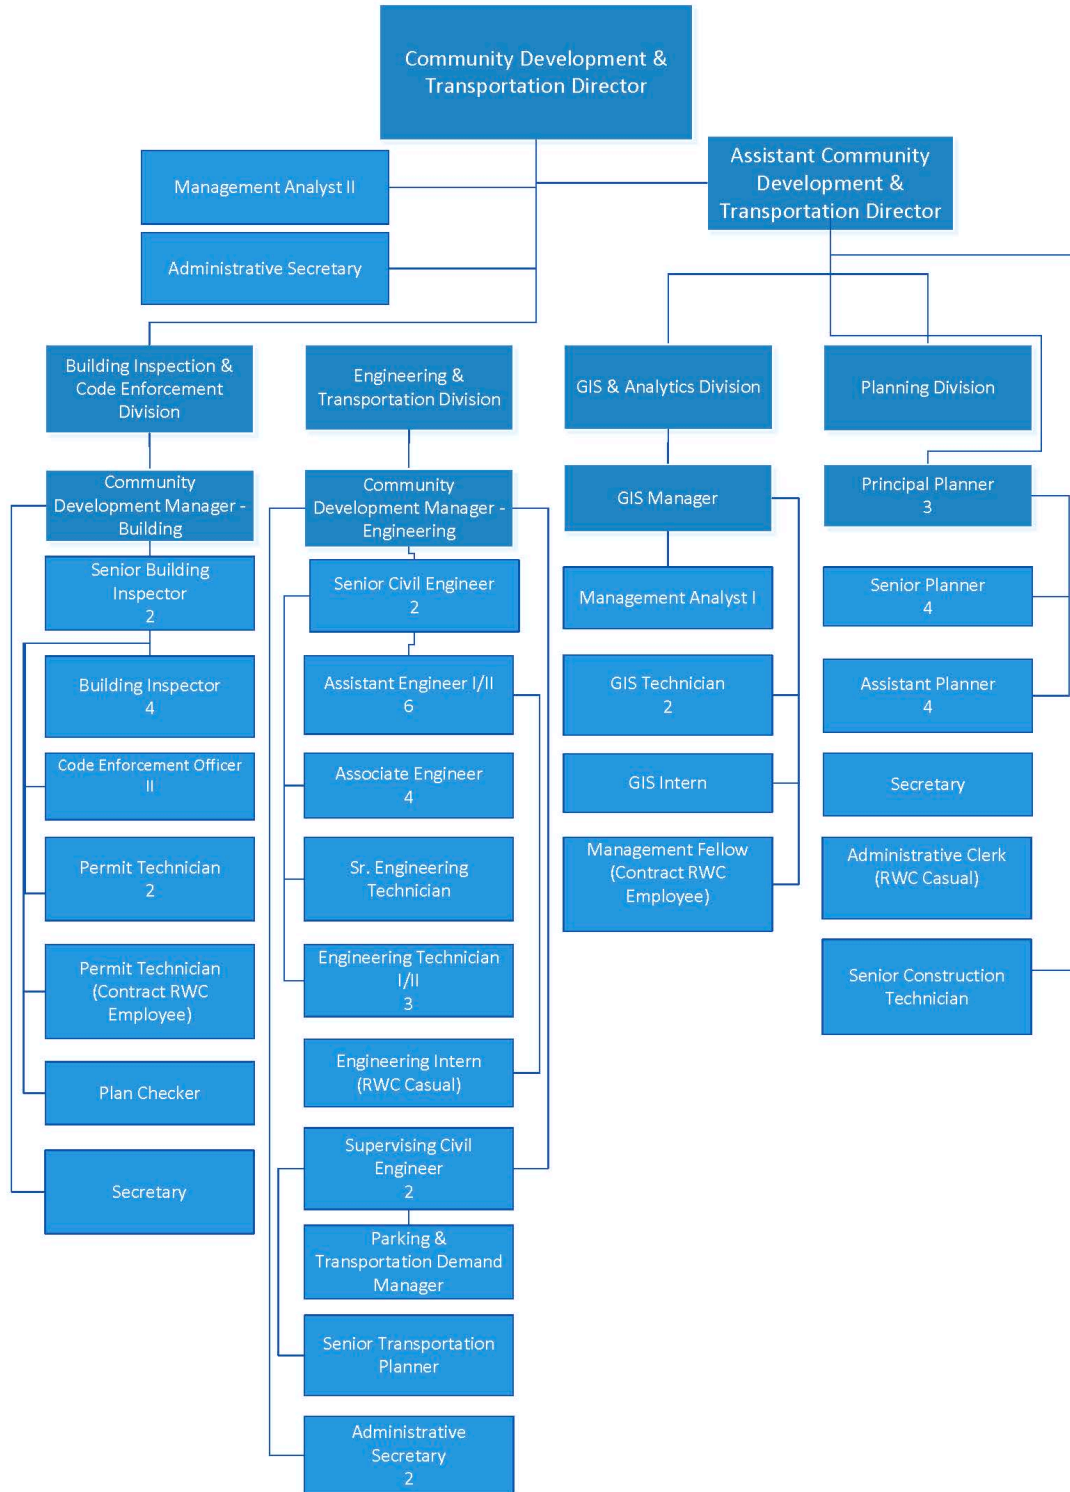 Community Development &
Transportation Director
Assistant Community
Development &
Transportation Director
Management Analyst II
Administrative Secretary
Building Inspection &
Code Enforcement
Division
Engineering &
Transportation Division
GIS & Analytics Division
Planning Division
Community
Development Manager -
Building
Senior Building
Inspector
2
Building Inspector
4
Code Enforcement Officer
II
Permit Technician
2
Permit Technician
(Contract RWC
Employee)
Plan Checker
Secretary
Community
Development Manager -
Engineering
Senior Civil Engineer
2
Assistant Engineer I/II
6
Associate Engineer
4
Sr. Engineering
Technician
Engineering Technician
I/II
3
Engineering Intern
(RWC Casual)
Supervising Civil
Engineer
2
Parking &
Transportation Demand
Manager
Senior Transportation
Planner
Administrative
Secretary
2
GIS Manager
Management Analyst I
GIS Technician
2
GIS Intern
Management Fellow
(Contract RWC
Employee)
Principal Planner
3
Senior Planner
4
Assistant Planner
4
Secretary
Administrative Clerk
(RWC Casual)
Senior Construction
Technician